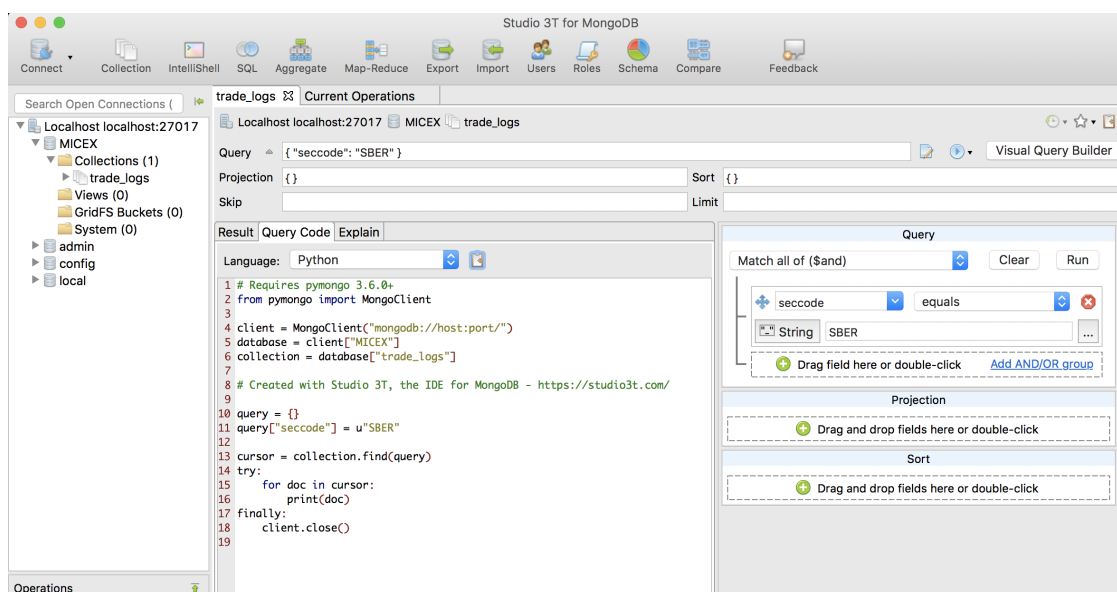 Studio 3T for MongoDB
Connect Collection IntelliShell SQL Aggregate Map-Reduce Export Import Users Roles Schema Compare Feedback
Search Open Connections (
Localhost localhost:27017
MICEX
Collections (1)
trade_logs
Views (0)
GridFS Buckets (0)
System (0)
admin
config
local
Operations
trade_logs Current Operations
Localhost localhost:27017 MICEX trade_logs
Query { "seccode": "SBER" } Visual Query Builder
Projection {} Sort {}
Skip Limit
Result Query Code Explain
Language: Python
1 # Requires pymongo 3.6.0+
2 from pymongo import MongoClient
3
4 client = MongoClient("mongodb://host:port/")
5 database = client["MICEX"]
6 collection = database["trade_logs"]
7
8 # Created with Studio 3T, the IDE for MongoDB - https://studio3t.com/
9
10 query = {}
11 query["seccode"] = u"SBER"
12
13 cursor = collection.find(query)
14 try:
15     for doc in cursor:
16         print(doc)
17 finally:
18     client.close()
19
Query
Match all of ($and) Clear Run
seccode equals
"_" String SBER ...
Drag field here or double-click Add AND/OR group
Projection
Drag and drop fields here or double-click
Sort
Drag and drop fields here or double-click